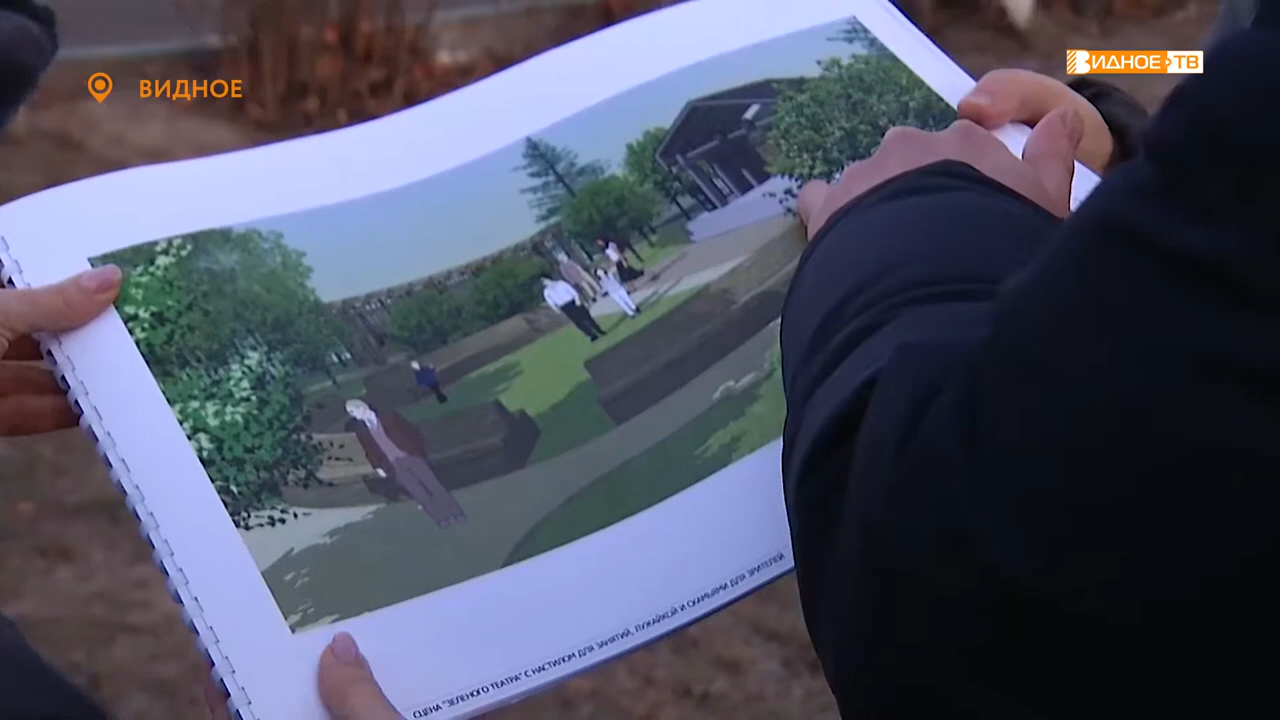 ВИДНОЕ
ВИДНОЕ ТВ
СЦЕНА "ЗЕЛЕНОГО ТЕАТРА" С НАСТИЛОМ ДЛЯ ЗАНЯТИЙ, ЛУЖАЙКОЙ И СКАМЬЯМИ ДЛЯ ЗРИТЕЛЕЙ